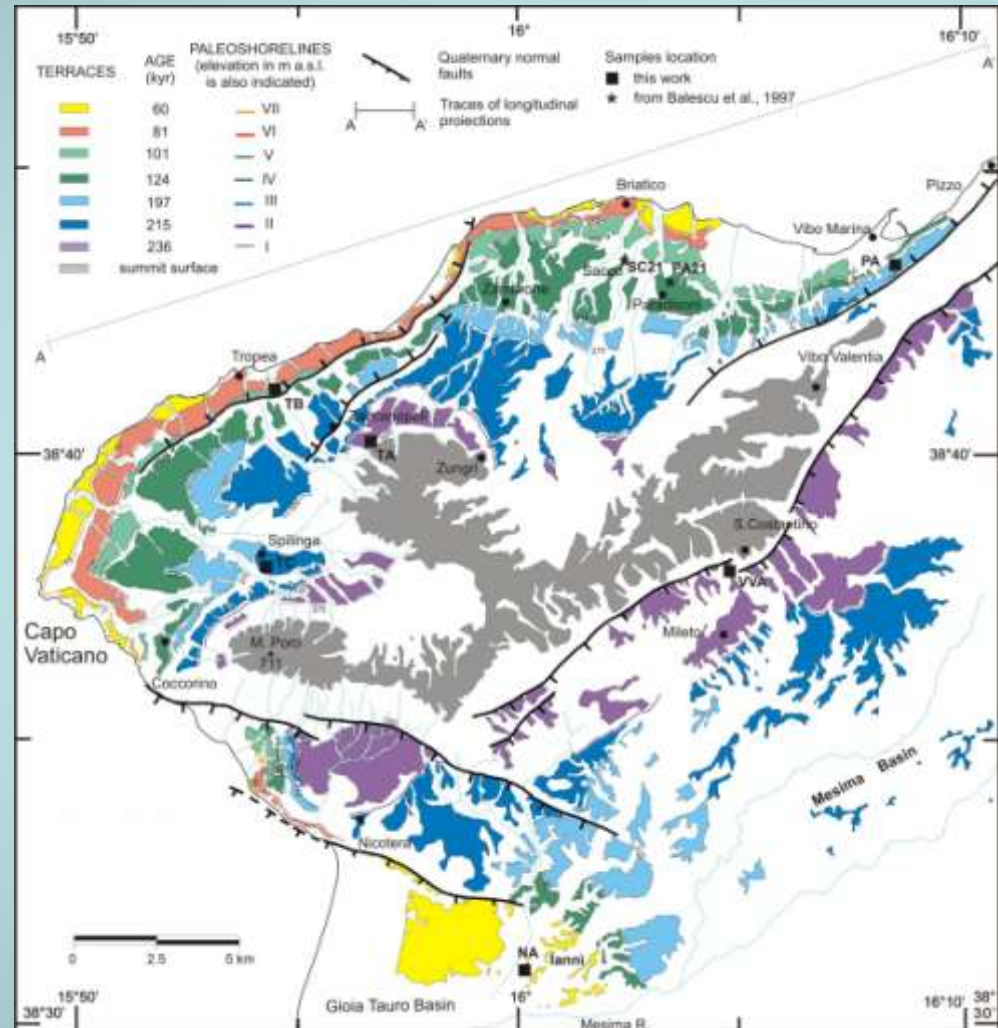 15°50'
16°
16°10'
TERRACES
AGE
(kyr)
PALEOSHORELINES
(elevation in m a.s.l.
is also indicated)
60
81
101
124
197
215
236
summit surface
VII
VI
V
IV
III
II
I
Quaternary normal
faults
A A'
Traces of longitudinal
projections
Samples location
this work
from Balescu et al., 1997
A'
Briatico
Pizzo
Vibo Marina
PA
Sacco
SC21
PA21
A
Tropea
TB
Vibo Valentia
38°40'
TA
Zungri
38°40'
Spilinga
TC
S.Costantino
VVA
Mileto
Capo
Vaticano
M. Poro
Coccorino
Mesima Basin
Nicotera
0 2.5 5 km
NA
Ianni
Gioia Tauro Basin
Mesima R.
15°50'
16°
16°10'
38°30'
38°
30'